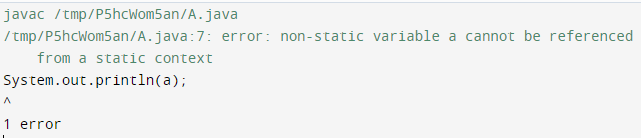 javac /tmp/P5hcWom5an/A.java
/tmp/P5hcWom5an/A.java:7: error: non-static variable a cannot be referenced
from a static context
System.out.println(a);
^
1 error